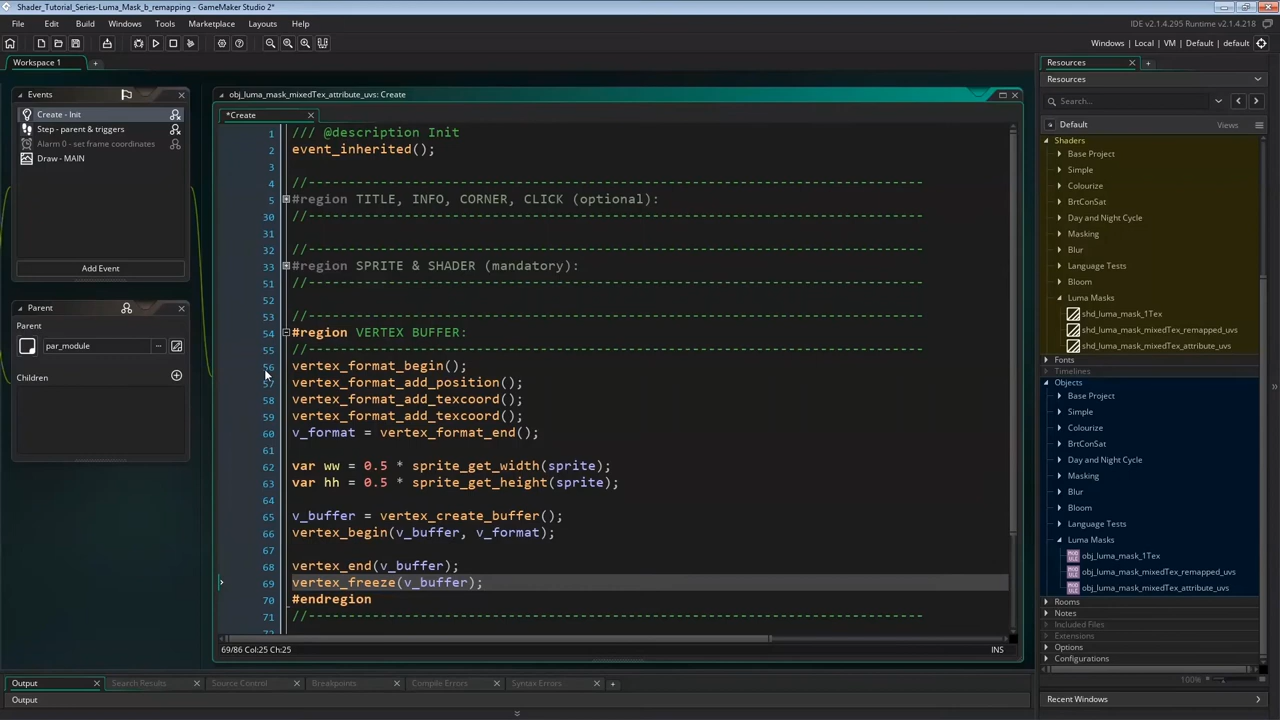 Shader_Tutorial_Series-Luma_Mask_b_remapping - GameMaker Studio 2*
File Edit Build Windows Tools Marketplace Layouts Help
IDE v2.1.4.295 Runtime v2.1.4.218
Windows | Local | VM | Default | default
Workspace 1
Events
Create - Init
Step - parent & triggers
Alarm 0 - set frame coordinates
Draw - MAIN
Add Event
Parent
Parent
par_module
Children
obj_luma_mask_mixedTex_attribute_uvs: Create
*Create
1 /// @description Init
2 event_inherited();
3
4 //----------------------------------------------------------------------
5 #region TITLE, INFO, CORNER, CLICK (optional):
30 //----------------------------------------------------------------------
31
32 //----------------------------------------------------------------------
33 #region SPRITE & SHADER (mandatory):
51 //----------------------------------------------------------------------
52
53 //----------------------------------------------------------------------
54 #region VERTEX BUFFER:
55 //----------------------------------------------------------------------
56 vertex_format_begin();
57 vertex_format_add_position();
58 vertex_format_add_texcoord();
59 vertex_format_add_texcoord();
60 v_format = vertex_format_end();
61
62 var ww = 0.5 * sprite_get_width(sprite);
63 var hh = 0.5 * sprite_get_height(sprite);
64
65 v_buffer = vertex_create_buffer();
66 vertex_begin(v_buffer, v_format);
67
68 vertex_end(v_buffer);
69 vertex_freeze(v_buffer);
70 #endregion
71 //----------------------------------------------------------------------
72
69/86 Col:25 Ch:25
INS
Resources
Resources
Search...
Default
Views
Shaders
Base Project
Simple
Colourize
BrtConSat
Day and Night Cycle
Masking
Blur
Language Tests
Bloom
Luma Masks
shd_luma_mask_1Tex
shd_luma_mask_mixedTex_remapped_uvs
shd_luma_mask_mixedTex_attribute_uvs
Fonts
Timelines
Objects
Base Project
Simple
Colourize
BrtConSat
Day and Night Cycle
Masking
Blur
Bloom
Language Tests
Luma Masks
obj_luma_mask_1Tex
obj_luma_mask_mixedTex_remapped_uvs
obj_luma_mask_mixedTex_attribute_uvs
Rooms
Notes
Included Files
Extensions
Options
Configurations
100%
Recent Windows
Output Search Results Source Control Breakpoints Compile Errors Syntax Errors
Output